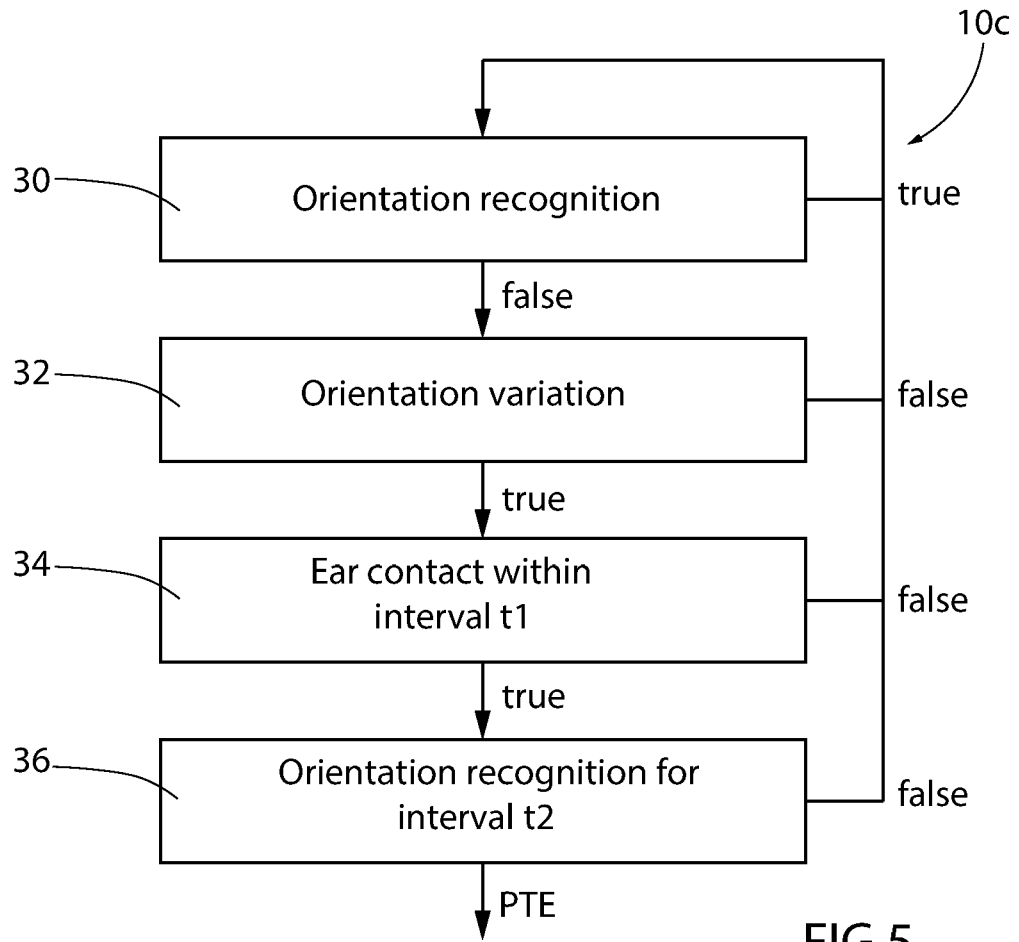 10c
30
Orientation recognition
true
false
32
Orientation variation
false
true
34
Ear contact within
interval t1
false
true
36
Orientation recognition for
interval t2
false
PTE
FIG 5